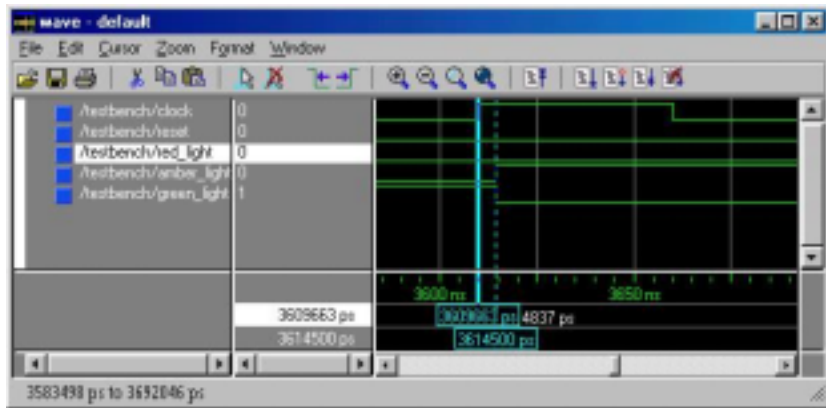 wave - default
File Edit Cursor Zoom Format Window
/testbench/clock 0
/testbench/reset 0
/testbench/red_light 0
/testbench/amber_light 0
/testbench/green_light 1
3600 ns 3650 ns
3609663 ps 3609663 ps 4837 ps
3614500 ps 3614500 ps
3583498 ps to 3692046 ps